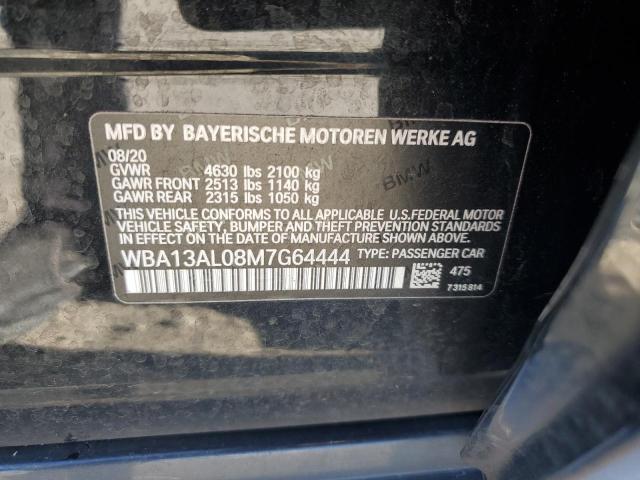 MFD BY BAYERISCHE MOTOREN WERKE AG
08/20
GVWR 4630 lbs 2100 kg
GAWR FRONT 2513 lbs 1140 kg
GAWR REAR 2315 lbs 1050 kg
THIS VEHICLE CONFORMS TO ALL APPLICABLE U.S.FEDERAL MOTOR
VEHICLE SAFETY, BUMPER AND THEFT PREVENTION STANDARDS
IN EFFECT ON THE DATE OF MANUFACTURE SHOWN ABOVE.
WBA13AL08M7G64444 TYPE: PASSENGER CAR
475
7315814